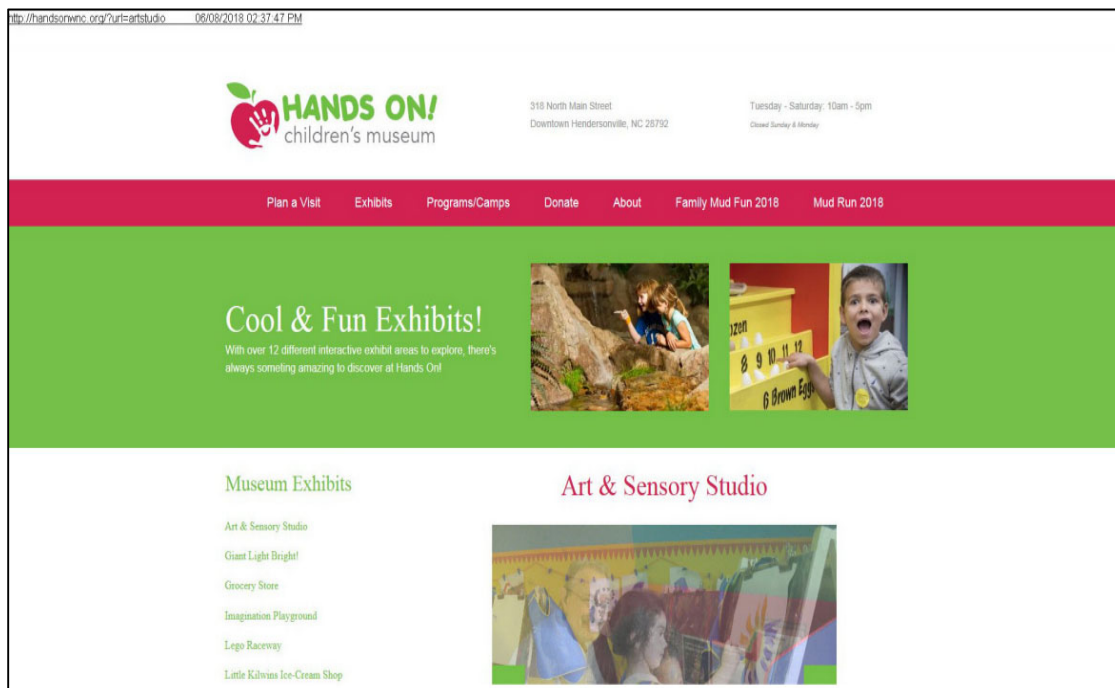 http://handsonwnc.org/?url=artstudio 06/08/2018 02:37:47 PM
HANDS ON!
children's museum
318 North Main Street
Downtown Hendersonville, NC 28792
Tuesday - Saturday: 10am - 5pm
Closed Sunday & Monday
Plan a Visit Exhibits Programs/Camps Donate About Family Mud Fun 2018 Mud Run 2018
Cool & Fun Exhibits!
With over 12 different interactive exhibit areas to explore, there's
always someting amazing to discover at Hands On!
ozen
8 9 10 11 12
6 Brown Eggs
Museum Exhibits
Art & Sensory Studio
Giant Light Bright!
Grocery Store
Imagination Playground
Lego Raceway
Little Kilwins Ice-Cream Shop
Art & Sensory Studio